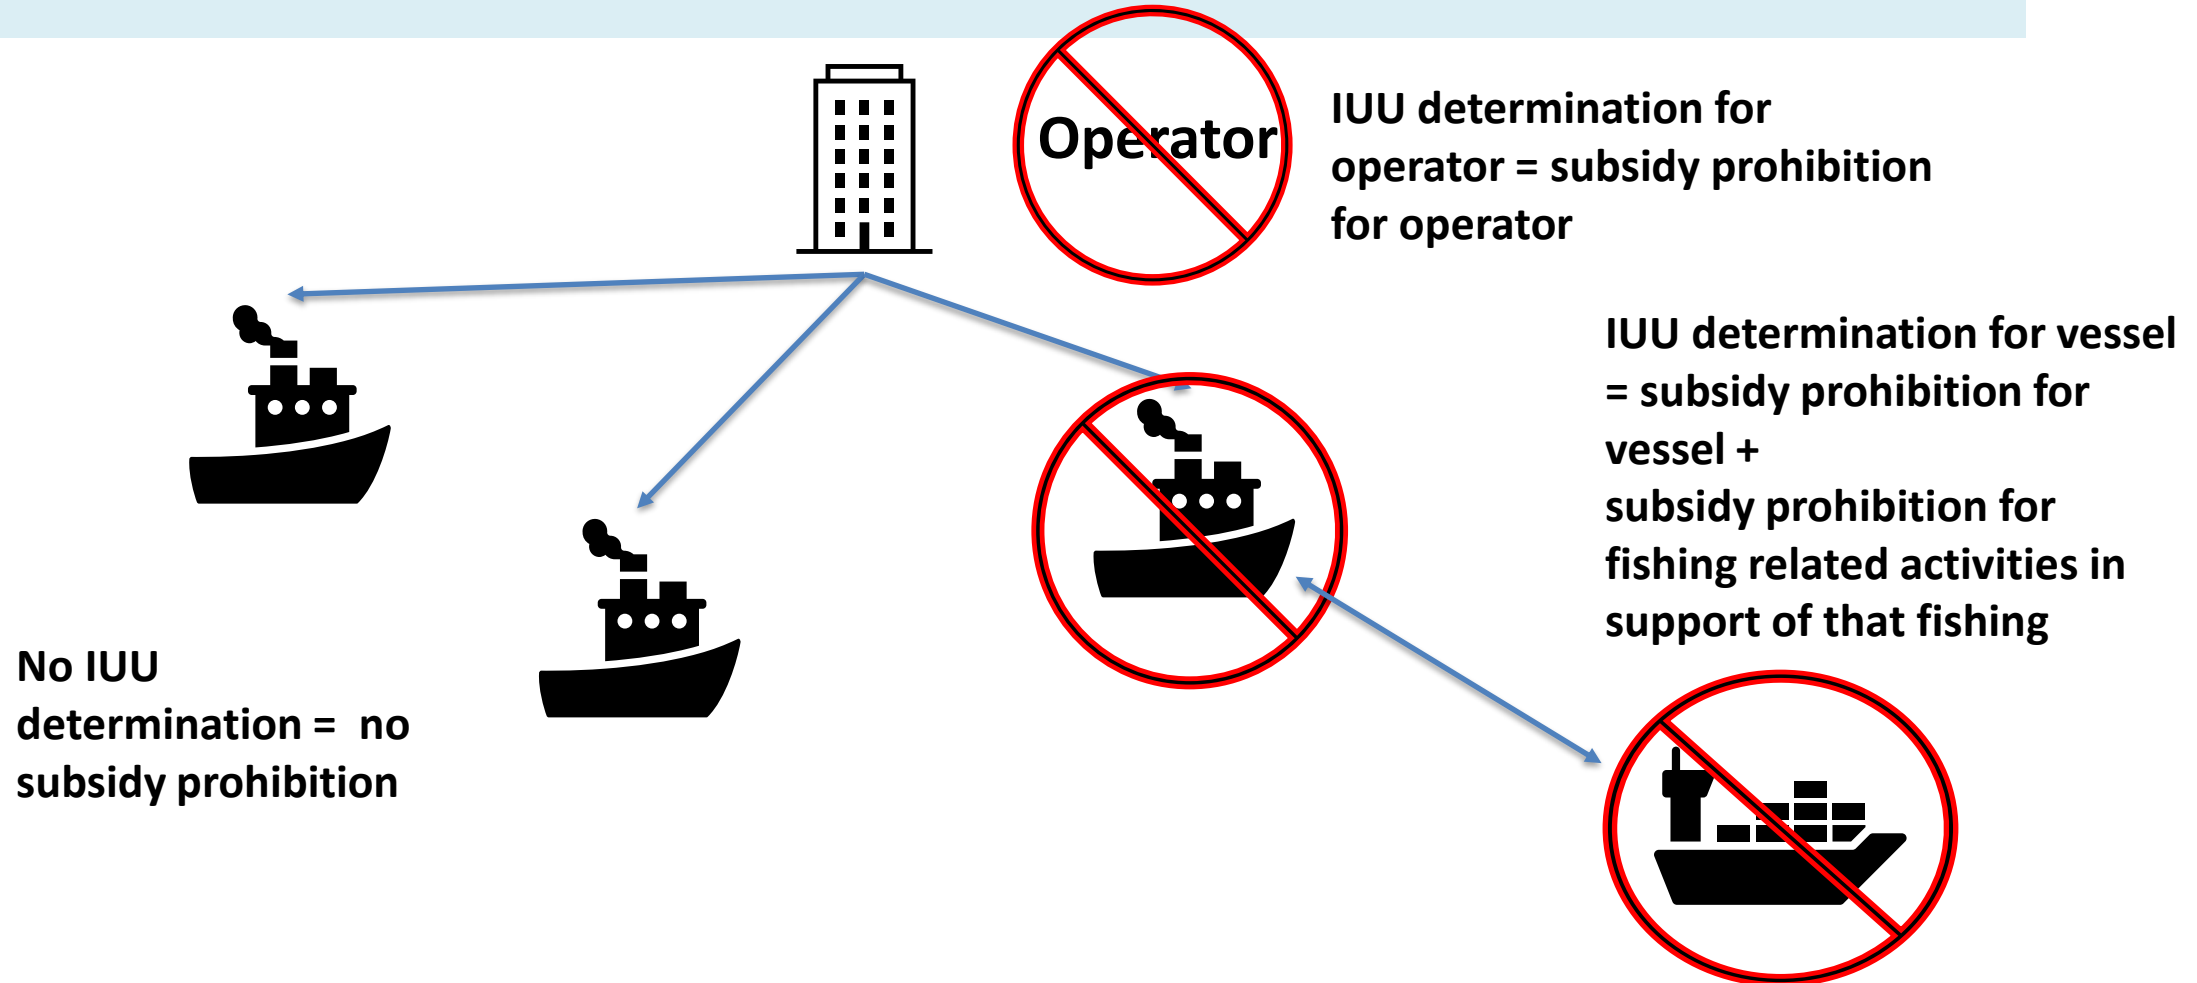 Operator
IUU determination for
operator = subsidy prohibition
for operator
IUU determination for vessel
= subsidy prohibition for
vessel +
subsidy prohibition for
fishing related activities in
support of that fishing
No IUU
determination =  no
subsidy prohibition